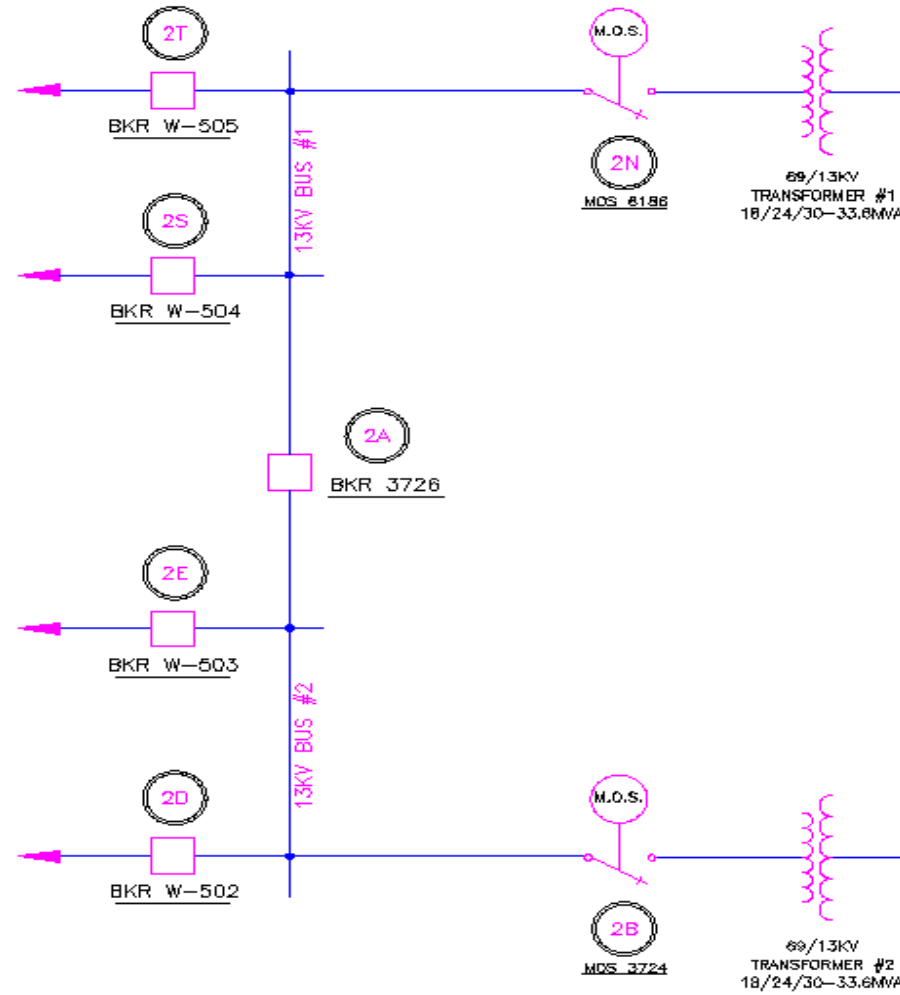 2T
BKR W-505
13KV BUS #1
M.O.S.
2N
MOS 6186
69/13KV
TRANSFORMER #1
18/24/30-33.6MVA
2S
BKR W-504
2A
BKR 3726
2E
BKR W-503
13KV BUS #2
2D
BKR W-502
M.O.S.
2B
MOS 3724
69/13KV
TRANSFORMER #2
18/24/30-33.6MVA